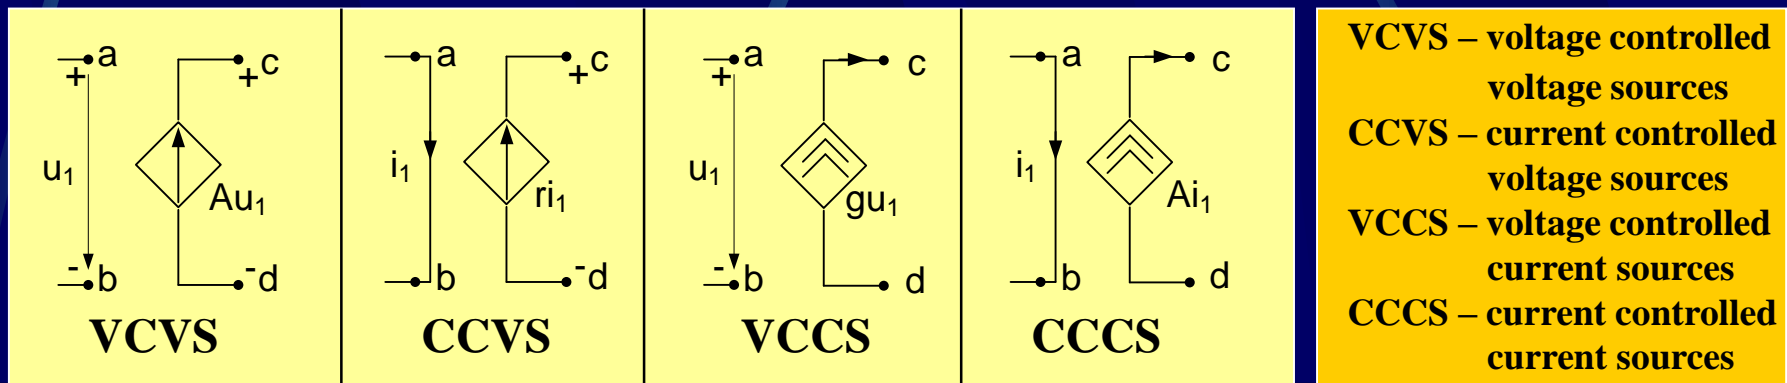 a
+
u₁
-
b
+c
Au₁
-d
VCVS
a
i₁
b
+c
ri₁
-d
CCVS
a
+
u₁
-
b
c
gu₁
d
VCCS
a
i₁
b
c
Ai₁
d
CCCS
VCVS – voltage controlled
voltage sources
CCVS – current controlled
voltage sources
VCCS – voltage controlled
current sources
CCCS – current controlled
current sources